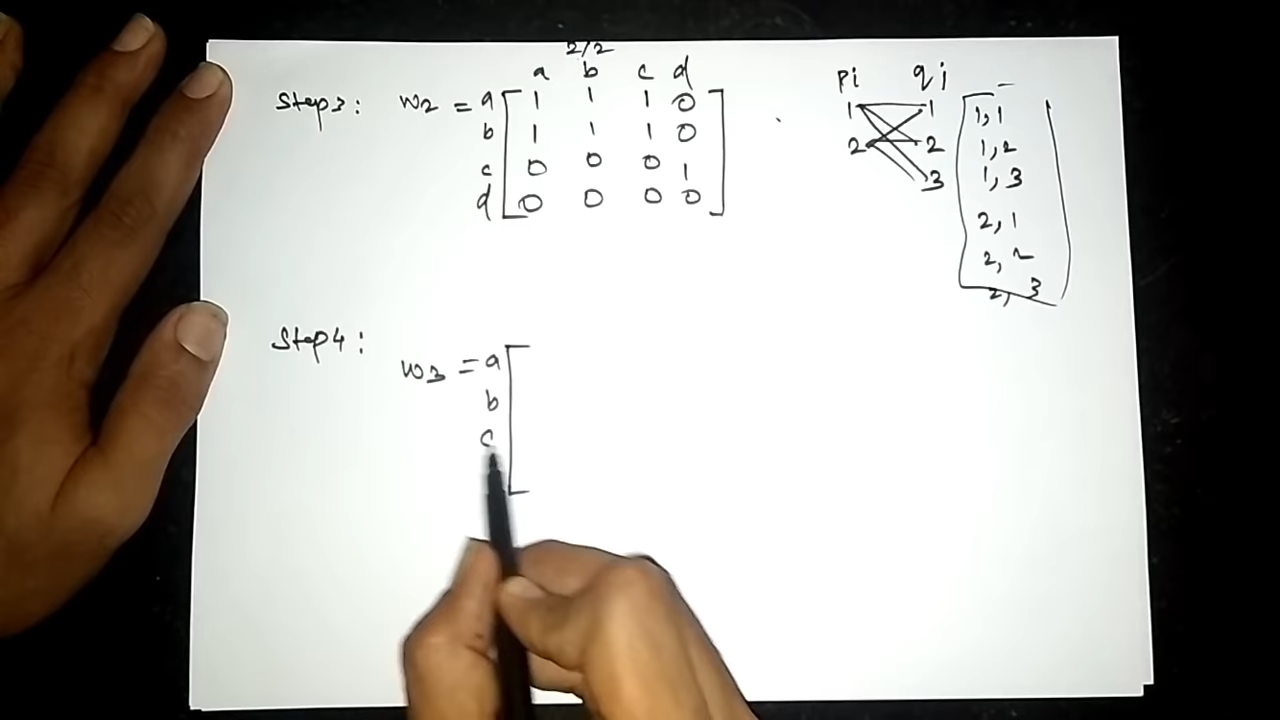 2/2
a b c d
Step3: W2 = a [ 1 1 1 0 ]
b 1 1 1 0
c 0 0 0 1
d 0 0 0 0
Pi qj
1 1
2 2
3
1,1
1,2
1,3
2,1
2,2
2,3
Step4:
W3 = a [
b
c